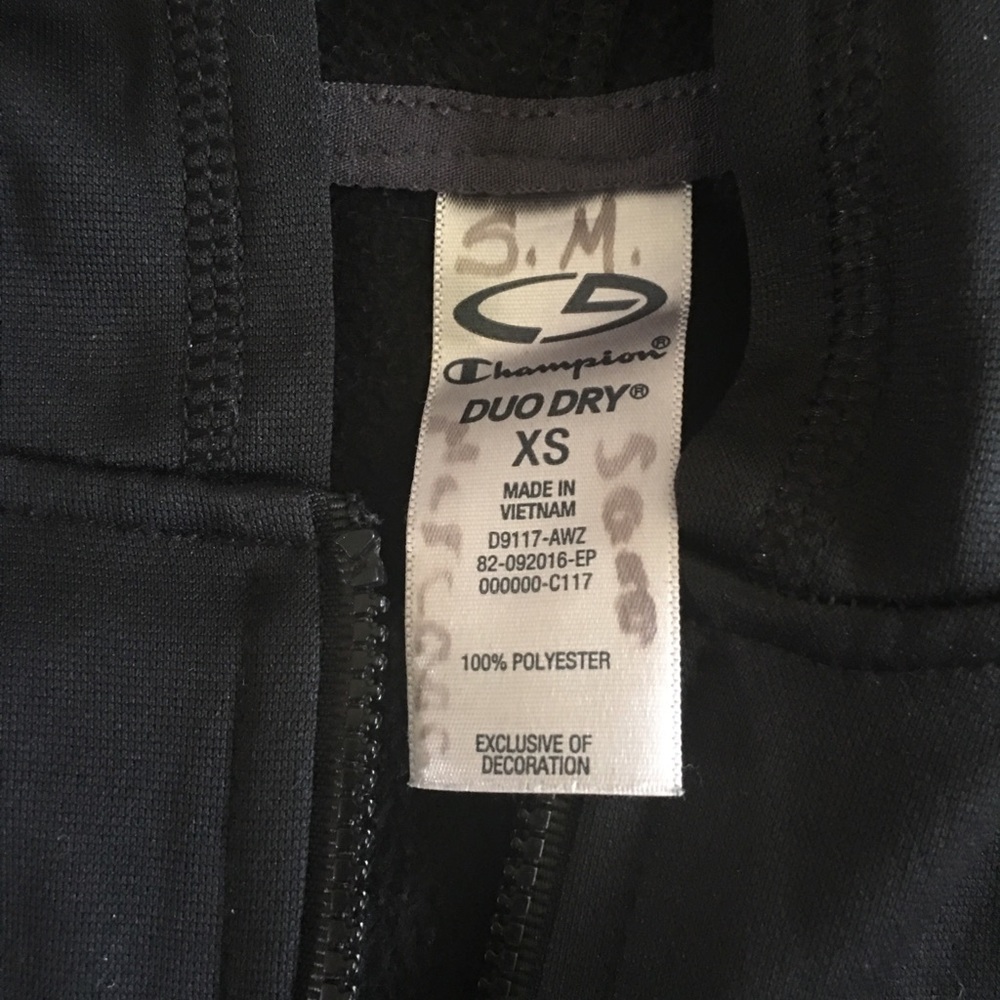 S. M.
Champion®
DUO DRY®
XS
MADE IN
VIETNAM
D9117-AWZ
82-092016-EP
000000-C117
100% POLYESTER
EXCLUSIVE OF
DECORATION